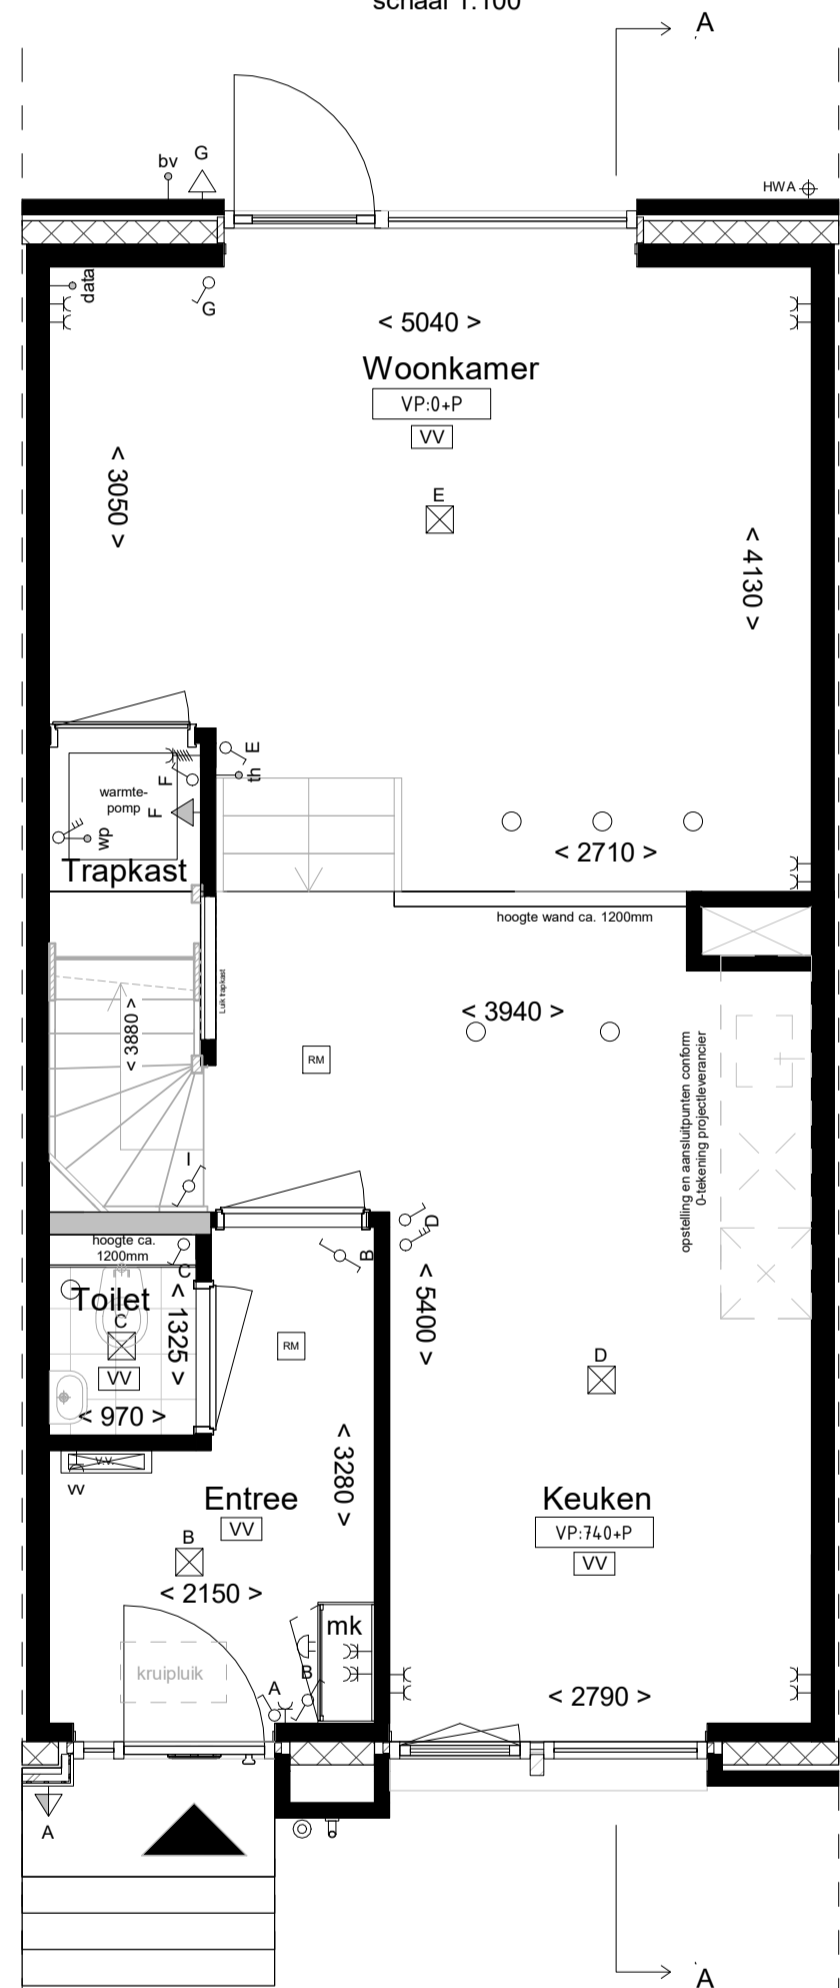 schaal 1:100
A
bv
G
HWA
data
G
< 5040 >
Woonkamer
VP:0+P
VV
< 3050 >
E
< 4130 >
E
th
F
warmte-
pomp
F
wp
Trapkast
< 2710 >
hoogte wand ca. 1200mm
Luik trapkast
< 3880 >
< 3940 >
RM
opstelling en aansluitpunten conform
0-tekening projectleverancier
I
D
E
hoogte ca.
1200mm
C
B
Toilet
C
VV
< 1325 >
< 970 >
RM
< 5400 >
D
V.V.
VV
Entree
VV
< 3280 >
Keuken
VP:740+P
VV
B
< 2150 >
mk
kruipluik
A
B
< 2790 >
A
A